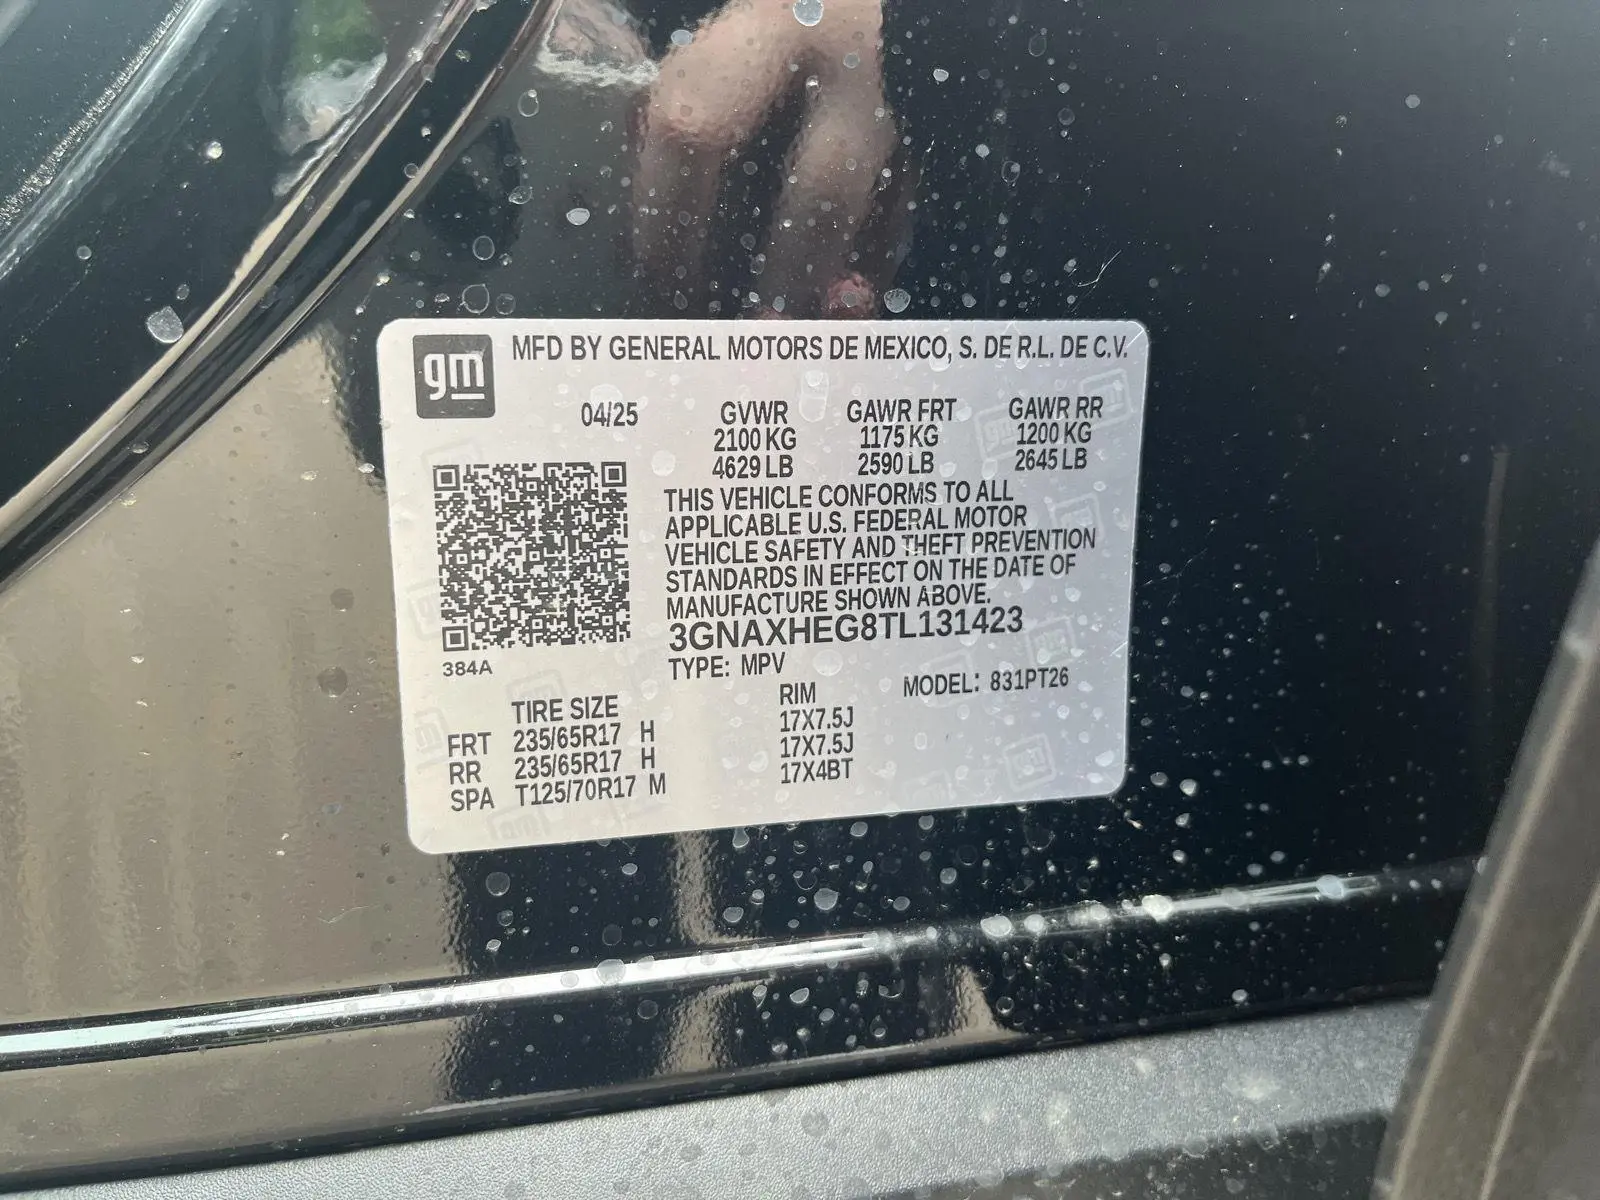 gm MFD BY GENERAL MOTORS DE MEXICO, S. DE R.L. DE C.V.
04/25 GVWR GAWR FRT GAWR RR
2100 KG 1175 KG 1200 KG
4629 LB 2590 LB 2645 LB
THIS VEHICLE CONFORMS TO ALL
APPLICABLE U.S. FEDERAL MOTOR
VEHICLE SAFETY AND THEFT PREVENTION
STANDARDS IN EFFECT ON THE DATE OF
MANUFACTURE SHOWN ABOVE.
3GNAXHEG8TL131423
384A
TYPE: MPV MODEL: 831PT26
TIRE SIZE RIM
FRT 235/65R17 H 17X7.5J
RR 235/65R17 H 17X7.5J
SPA T125/70R17 M 17X4BT